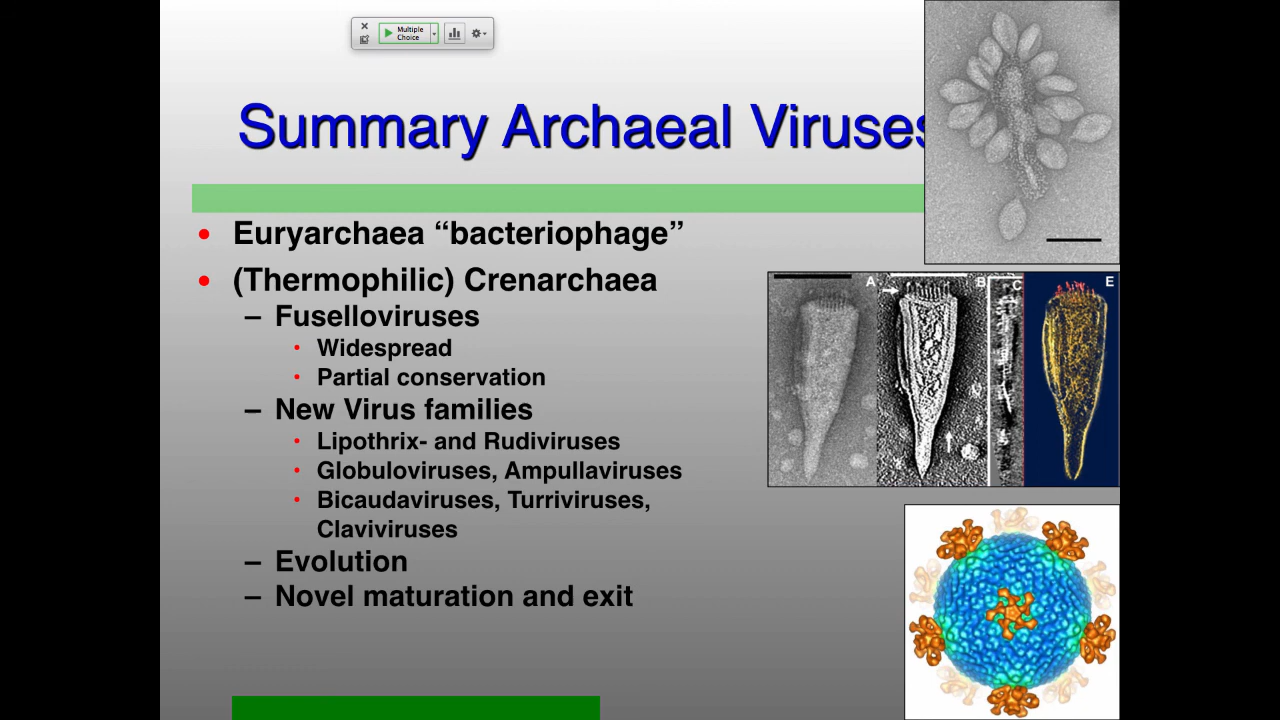 Multiple
Choice
Summary Archaeal Viruses
• Euryarchaea “bacteriophage”
• (Thermophilic) Crenarchaea
– Fuselloviruses
• Widespread
• Partial conservation
– New Virus families
• Lipothrix- and Rudiviruses
• Globuloviruses, Ampullaviruses
• Bicaudaviruses, Turriviruses,
Claviviruses
– Evolution
– Novel maturation and exit
A B C E